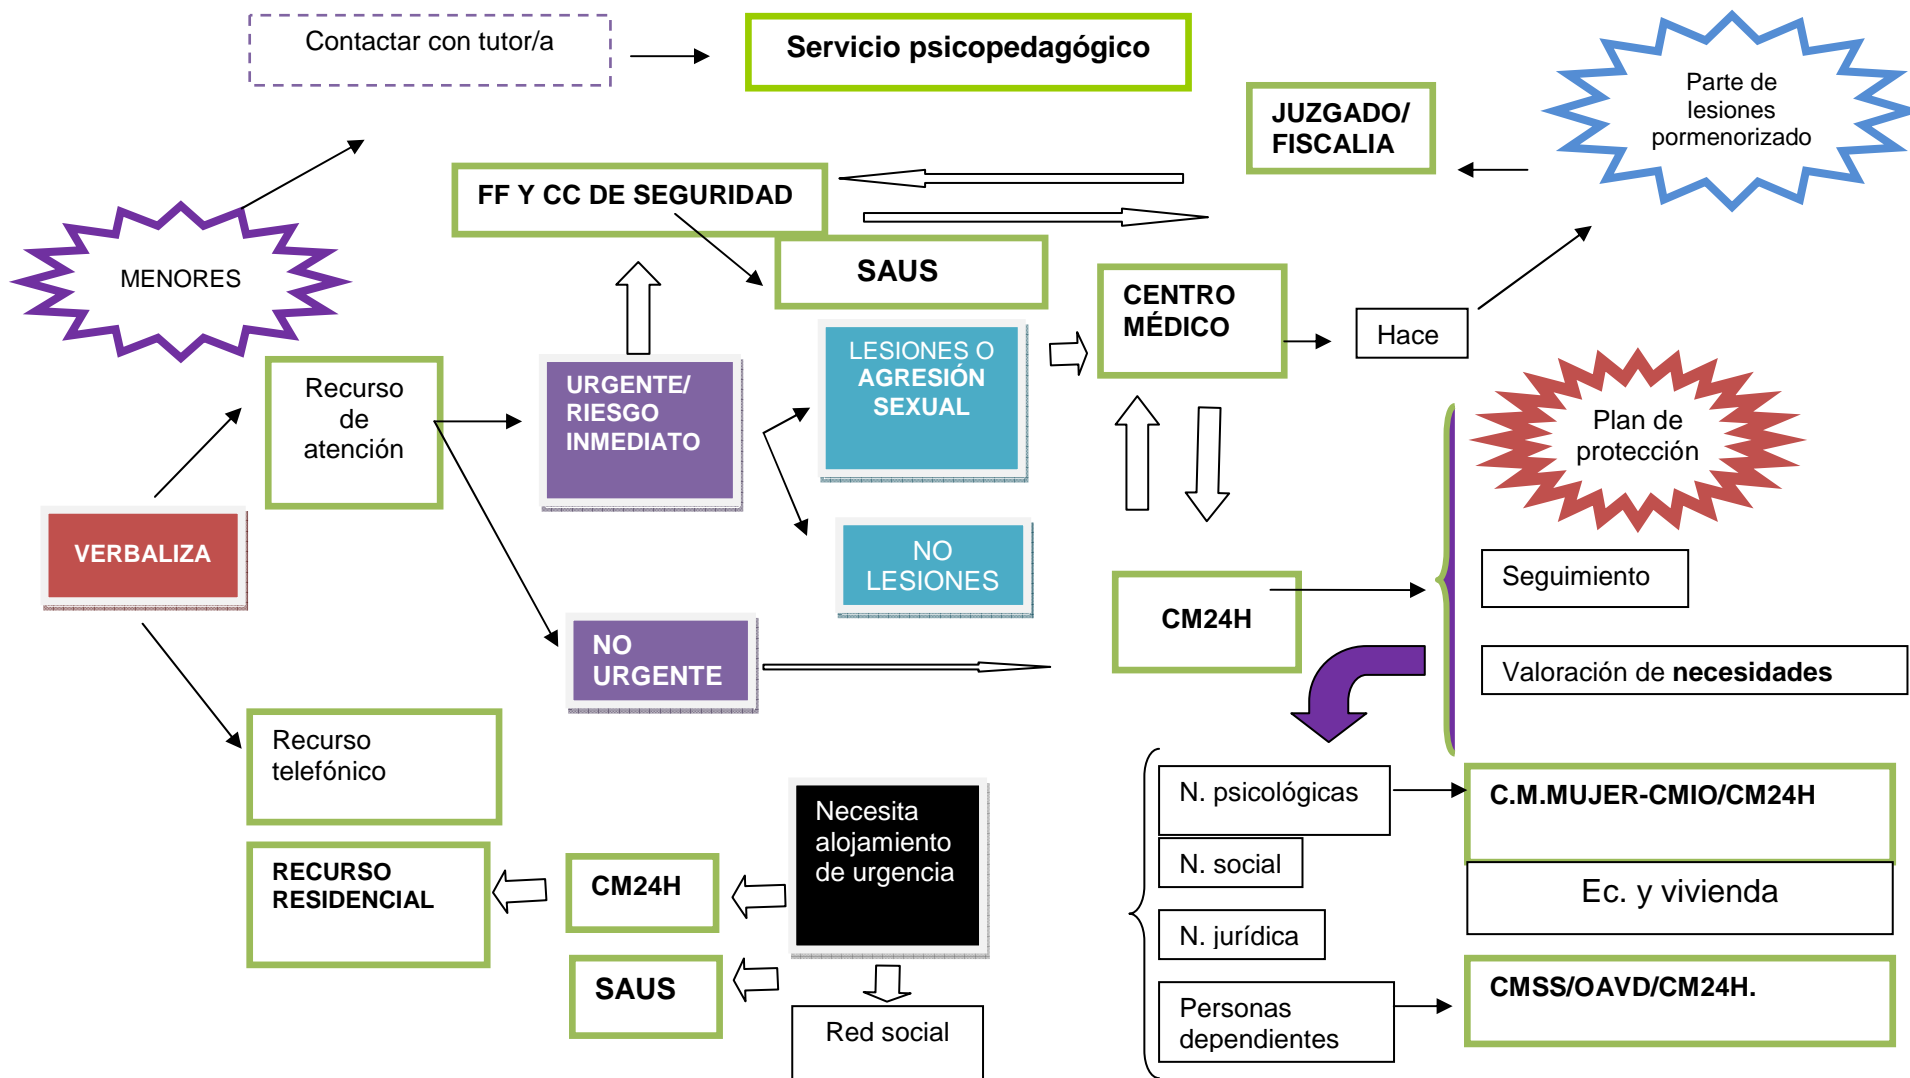 Contactar con tutor/a
Servicio psicopedagógico
Parte de
lesiones
pormenorizado
JUZGADO/
FISCALIA
FF Y CC DE SEGURIDAD
MENORES
SAUS
CENTRO
MÉDICO
Hace
LESIONES O
AGRESIÓN
SEXUAL
Recurso
de
atención
URGENTE/
RIESGO
INMEDIATO
Plan de
protección
VERBALIZA
NO
LESIONES
Seguimiento
CM24H
NO
URGENTE
Valoración de necesidades
Recurso
telefónico
Necesita
alojamiento
de urgencia
N. psicológicas
C.M.MUJER-CMIO/CM24H
RECURSO
RESIDENCIAL
CM24H
N. social
Ec. y vivienda
N. jurídica
SAUS
CMSS/OAVD/CM24H.
Red social
Personas
dependientes